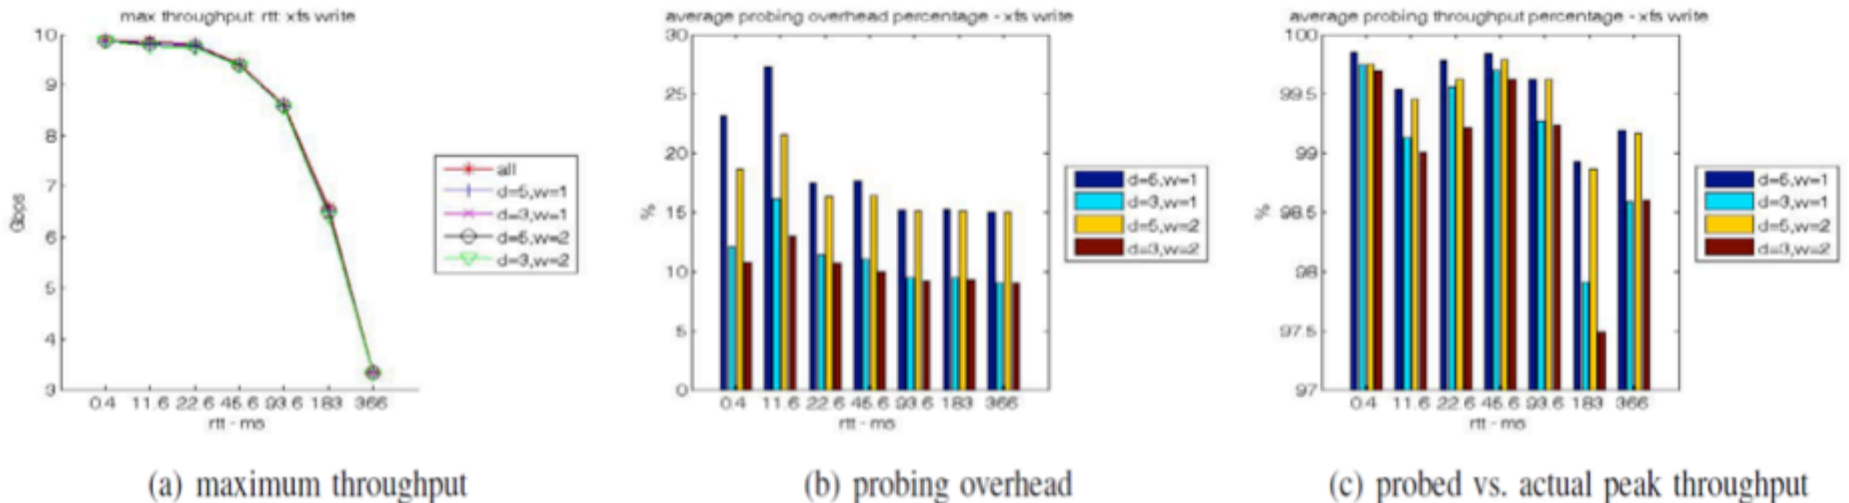 max throughput: rtt: xfs write
10
9
8
7
6
5
4
3
Gbps
0.4 11.6 22.6 45.6 93.6 183 366
rtt - ms
all
d=5,w=1
d=3,w=1
d=5,w=2
d=3,w=2
(a) maximum throughput
average probing overhead percentage - xfs write
30
25
20
15
10
5
0
%
0.4 11.6 22.6 45.6 93.6 183 366
rtt - ms
d=5,w=1
d=3,w=1
d=5,w=2
d=3,w=2
(b) probing overhead
average probing throughput percentage - xfs write
100
99.5
99
98.5
98
97.5
97
%
0.4 11.6 22.6 45.6 93.6 183 366
rtt - ms
d=5,w=1
d=3,w=1
d=5,w=2
d=3,w=2
(c) probed vs. actual peak throughput